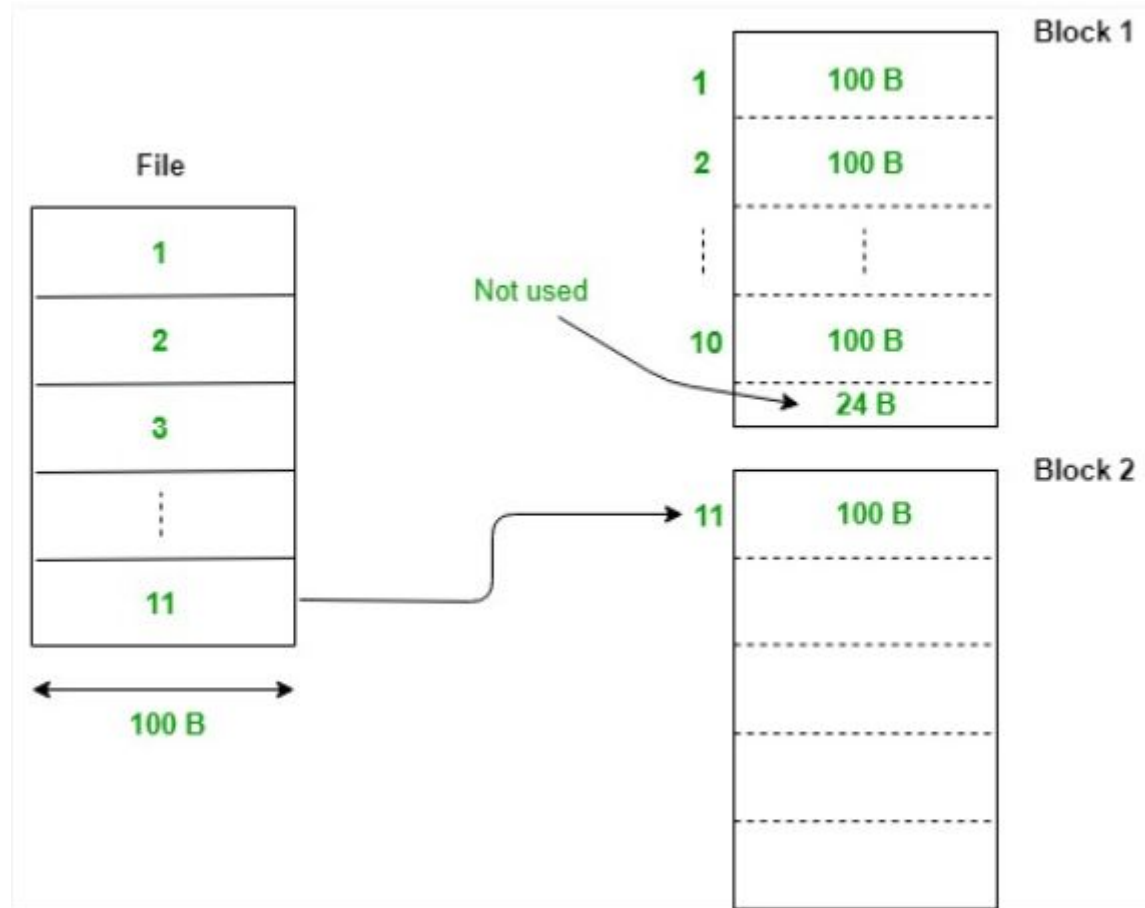 File
1
2
3
11
100 B
Not used
Block 1
1 100 B
2 100 B
10 100 B
24 B
Block 2
11 100 B